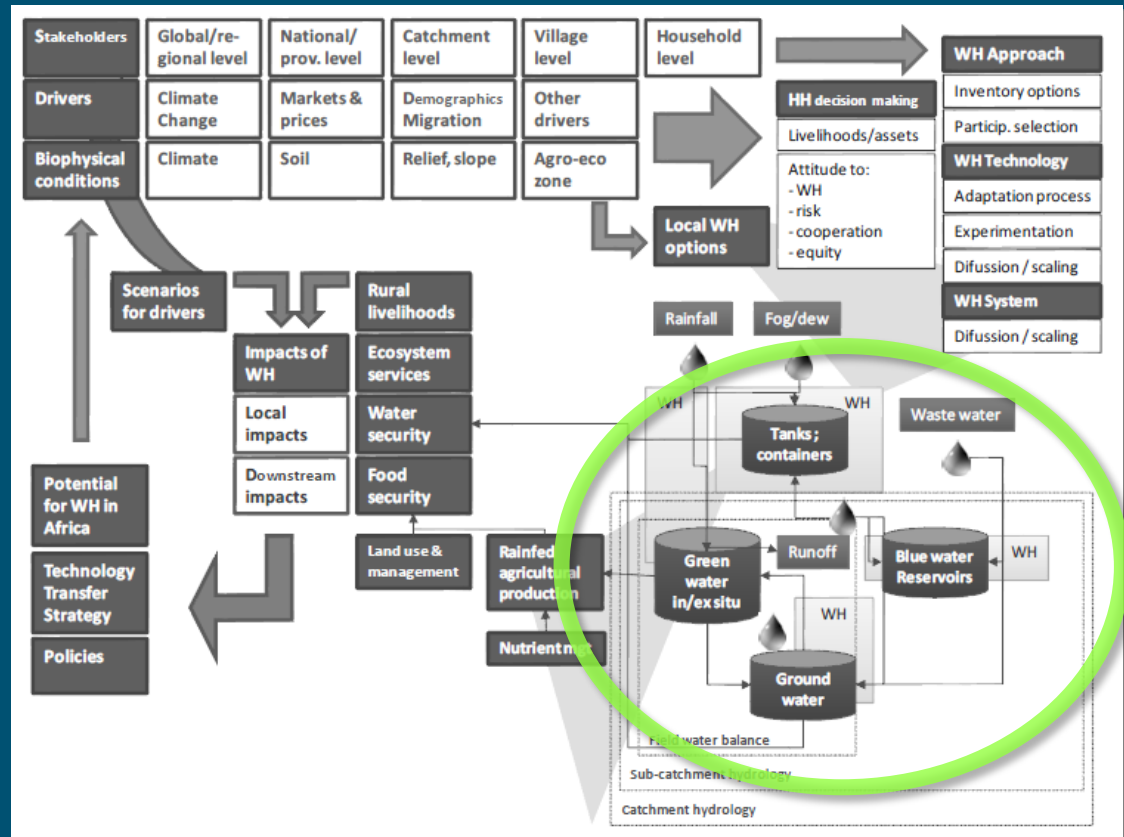 Stakeholders
Global/re-
gional level
National/
prov. level
Catchment
level
Village
level
Household
level
Drivers
Climate
Change
Markets &
prices
Demographics
Migration
Other
drivers
Biophysical
conditions
Climate
Soil
Relief, slope
Agro-eco
zone
WH Approach
Inventory options
Particip. selection
WH Technology
Adaptation process
Experimentation
Difussion / scaling
WH System
Difussion / scaling
HH decision making
Livelihoods/assets
Attitude to:
- WH
- risk
- cooperation
- equity
Local WH
options
Scenarios
for drivers
Rural
livelihoods
Ecosystem
services
Water
security
Food
security
Impacts of
WH
Local
impacts
Downstream
impacts
Potential
for WH in
Africa
Technology
Transfer
Strategy
Policies
Land use &
management
Rainfed
agricultural
production
Nutrient mgt
Rainfall
Fog/dew
WH
WH
Tanks ;
containers
Waste water
Green
water
in/ex situ
Runoff
Blue water
Reservoirs
WH
WH
Ground
water
Field water balance
Sub-catchment hydrology
Catchment hydrology